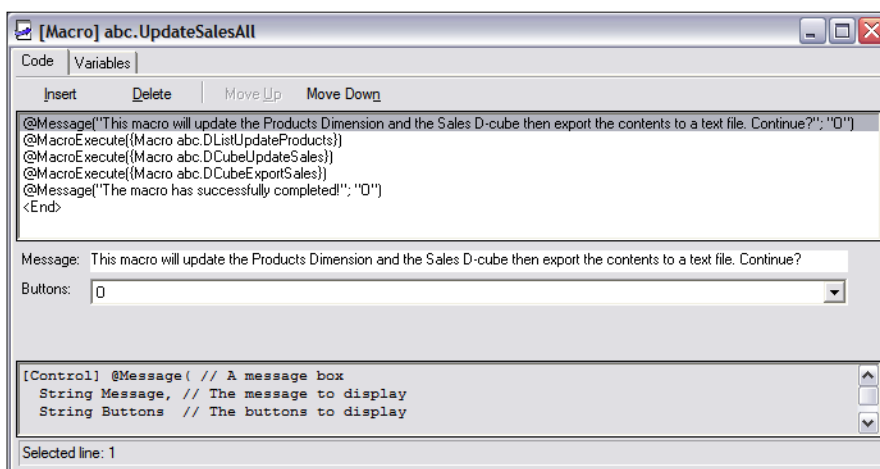 [Macro] abc.UpdateSalesAll
Code Variables
Insert Delete Move Up Move Down
@Message("This macro will update the Products Dimension and the Sales D-cube then export the contents to a text file. Continue?"; "O")
@MacroExecute({Macro abc.DListUpdateProducts})
@MacroExecute({Macro abc.DCubeUpdateSales})
@MacroExecute({Macro abc.DCubeExportSales})
@Message("The macro has successfully completed!"; "O")
<End>
Message: This macro will update the Products Dimension and the Sales D-cube then export the contents to a text file. Continue?
Buttons: O
[Control] @Message( // A message box
String Message, // The message to display
String Buttons // The buttons to display
Selected line: 1